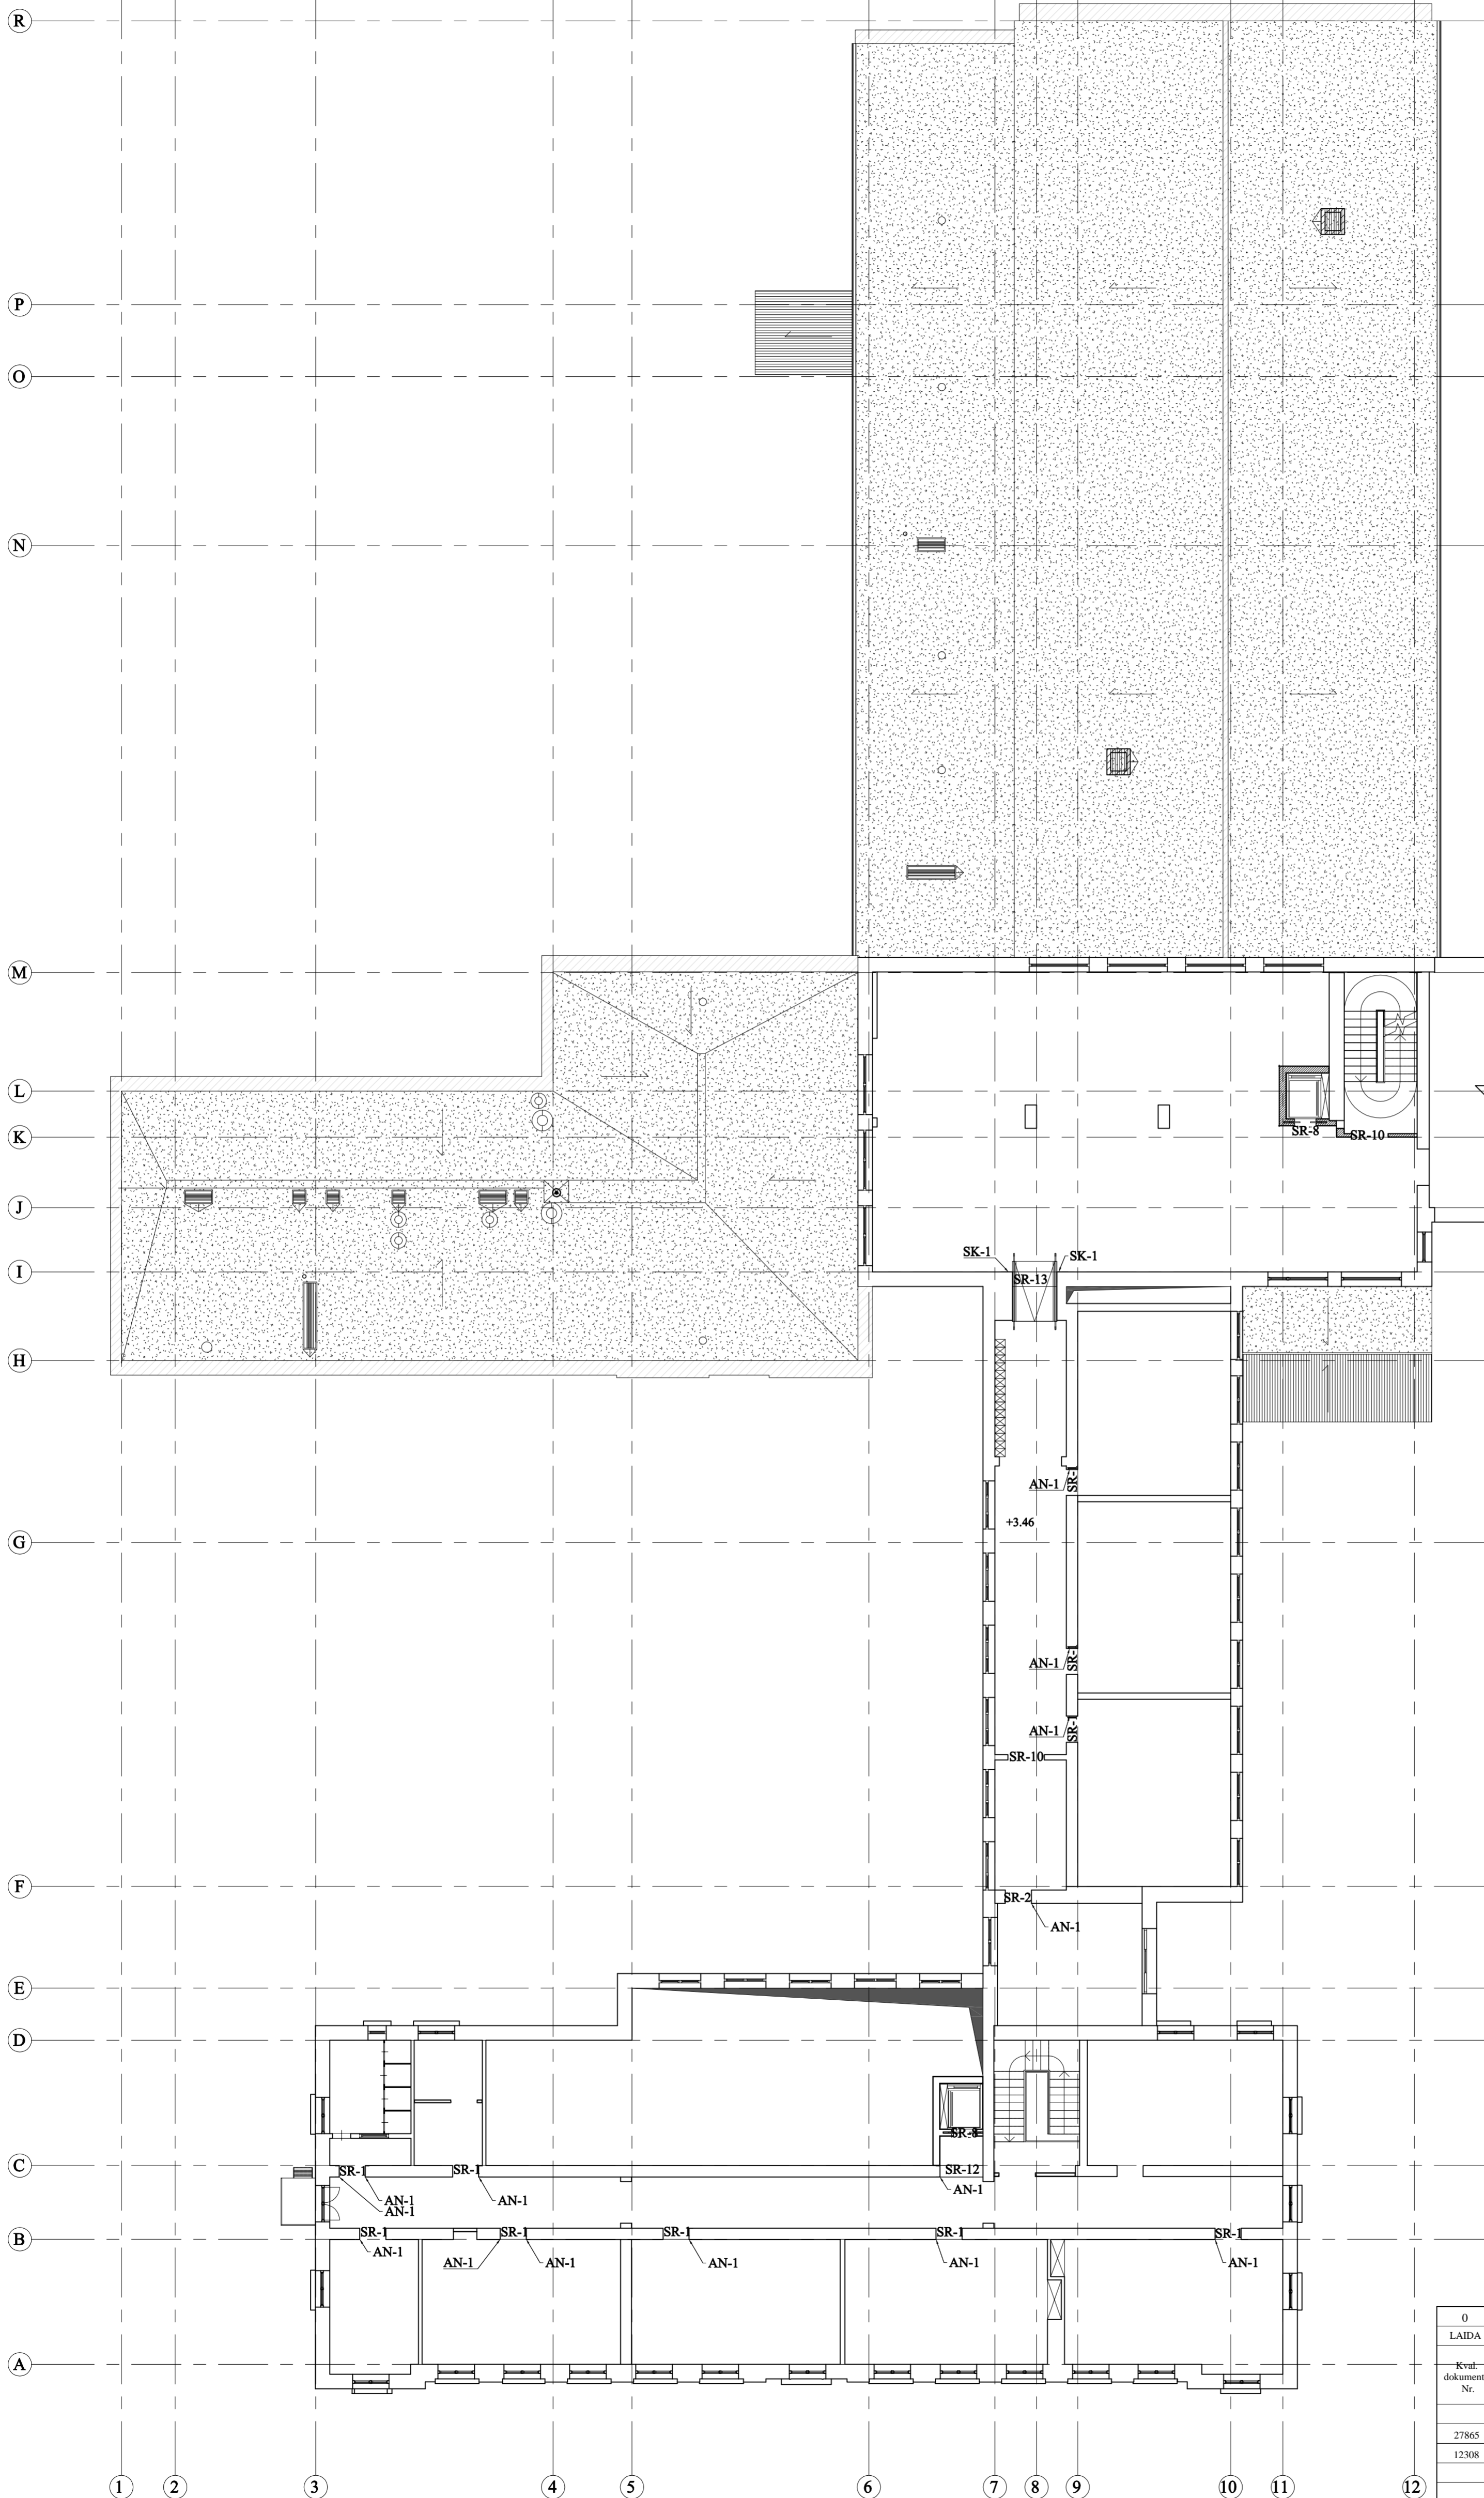 R
P
O
N
M
L
K
SR-8
SR-10
J
SK-1
SK-1
I
SR-13
H
AN-1
SR-1
+3.46
G
AN-1
SR-1
AN-1
SR-1
SR-10
F
SR-2
AN-1
E
D
SR-8
C
SR-1
SR-1
SR-12
AN-1
AN-1
AN-1
AN-1
B
SR-1
SR-1
SR-1
SR-1
SR-1
AN-1
AN-1
AN-1
AN-1
AN-1
AN-1
0
LAIDA
A
Kval.
dokument
Nr.
27865
12308
1
2
3
4
5
6
7
8
9
10
11
12